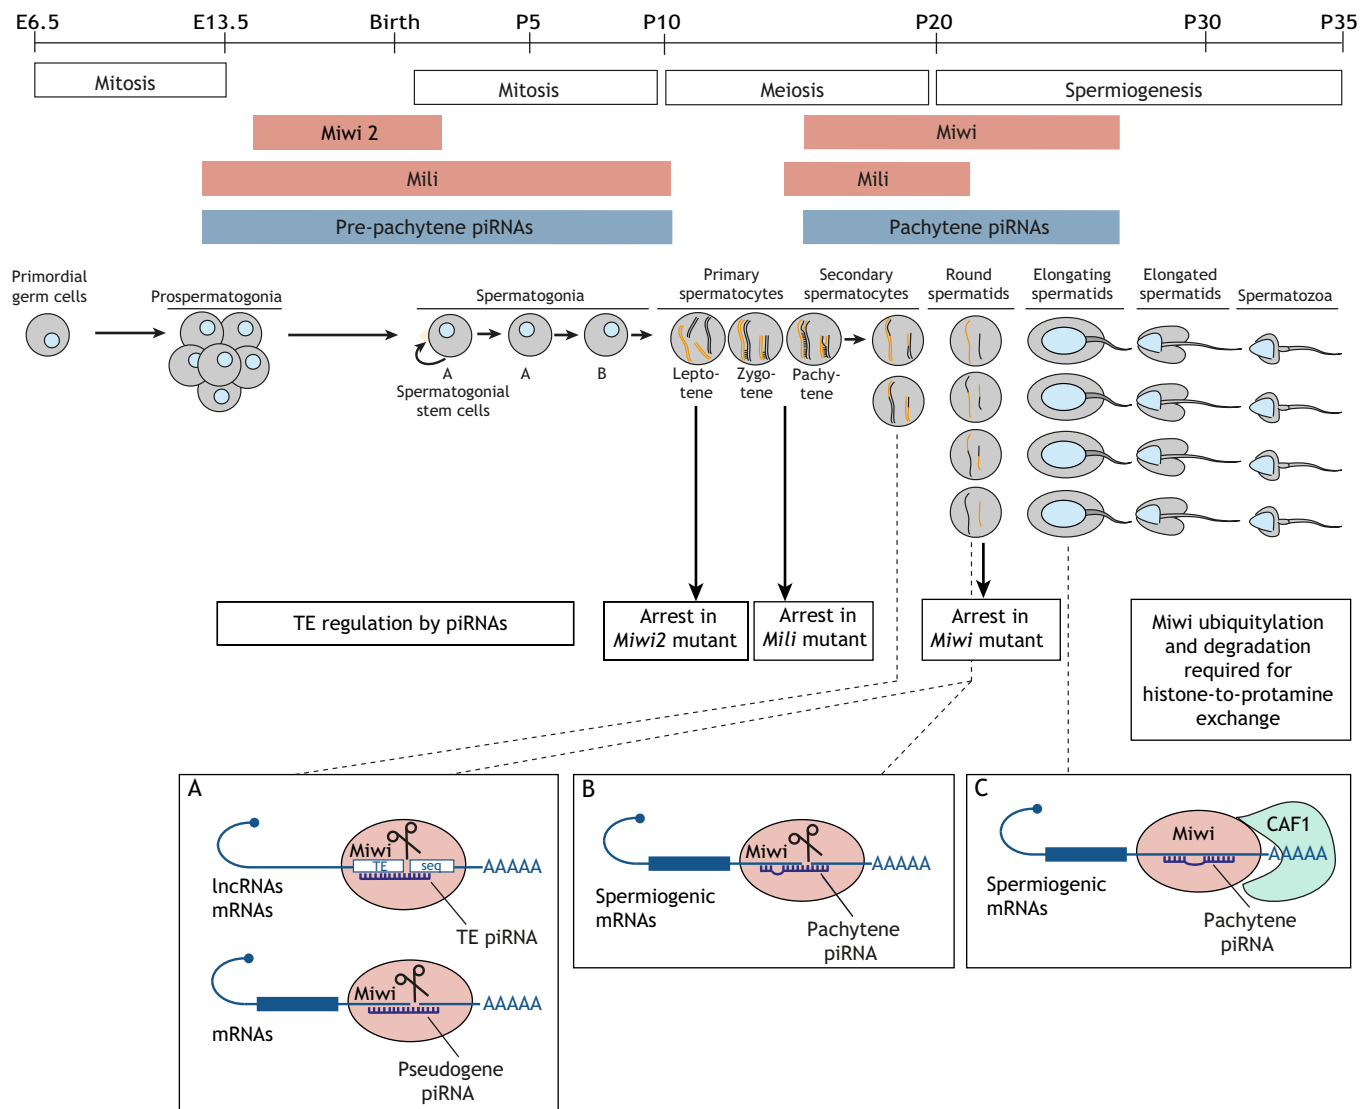 E6.5 E13.5 Birth P5 P10 P20 P30 P35
Mitosis Mitosis Meiosis Spermiogenesis
Miwi 2 Miwi
Mili Mili
Pre-pachytene piRNAs Pachytene piRNAs
Primordial
germ cells
Prospermatogonia
Spermatogonia
Primary
spermatocytes
Secondary
spermatocytes
Round
spermatids
Elongating
spermatids
Elongated
spermatids
Spermatozoa
A
Spermatogonial
stem cells
A
B
Lepto-
tene
Zygo-
tene
Pachy-
tene
TE regulation by piRNAs
Arrest in
Miwi2 mutant
Arrest in
Mili mutant
Arrest in
Miwi mutant
Miwi ubiquitylation
and degradation
required for
histone-to-protamine
exchange
A
Miwi
TE seq AAAAA
lncRNAs
mRNAs
TE piRNA
Miwi
AAAAA
mRNAs
Pseudogene
piRNA
B
Miwi
AAAAA
Spermiogenic
mRNAs
Pachytene
piRNA
C
Miwi
CAF1
AAAAA
Spermiogenic
mRNAs
Pachytene
piRNA